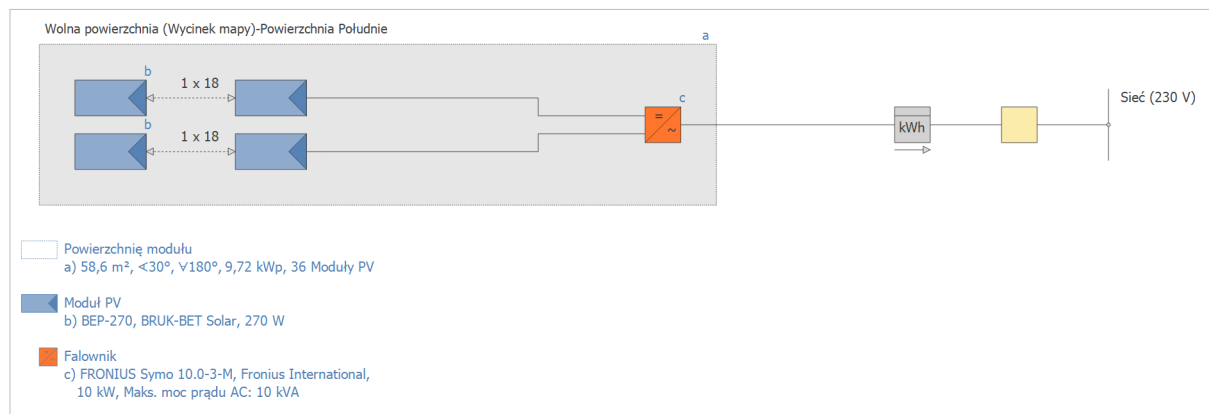 Wolna powierzchnia (Wycinek mapy)-Powierzchnia Południe
a
b
1 x 18
b
1 x 18
c
=
~
kWh
Sieć (230 V)
Powierzchnię modułu
a) 58,6 m², ∢30°, ∀180°, 9,72 kWp, 36 Moduły PV
Moduł PV
b) BEP-270, BRUK-BET Solar, 270 W
Falownik
c) FRONIUS Symo 10.0-3-M, Fronius International,
10 kW, Maks. moc prądu AC: 10 kVA